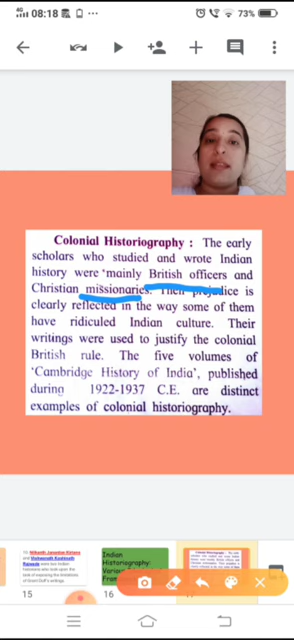 4G 08:18
73%
Colonial Historiography : The early
scholars who studied and wrote Indian
history were 'mainly British officers and
Christian missionaries. Their prejudice is
clearly reflected in the way some of them
have ridiculed Indian culture. Their
writings were used to justify the colonial
British rule. The five volumes of
'Cambridge History of India', published
during 1922-1937 C.E. are distinct
examples of colonial historiography.
Indian
Historiography:
Various
From
15
16